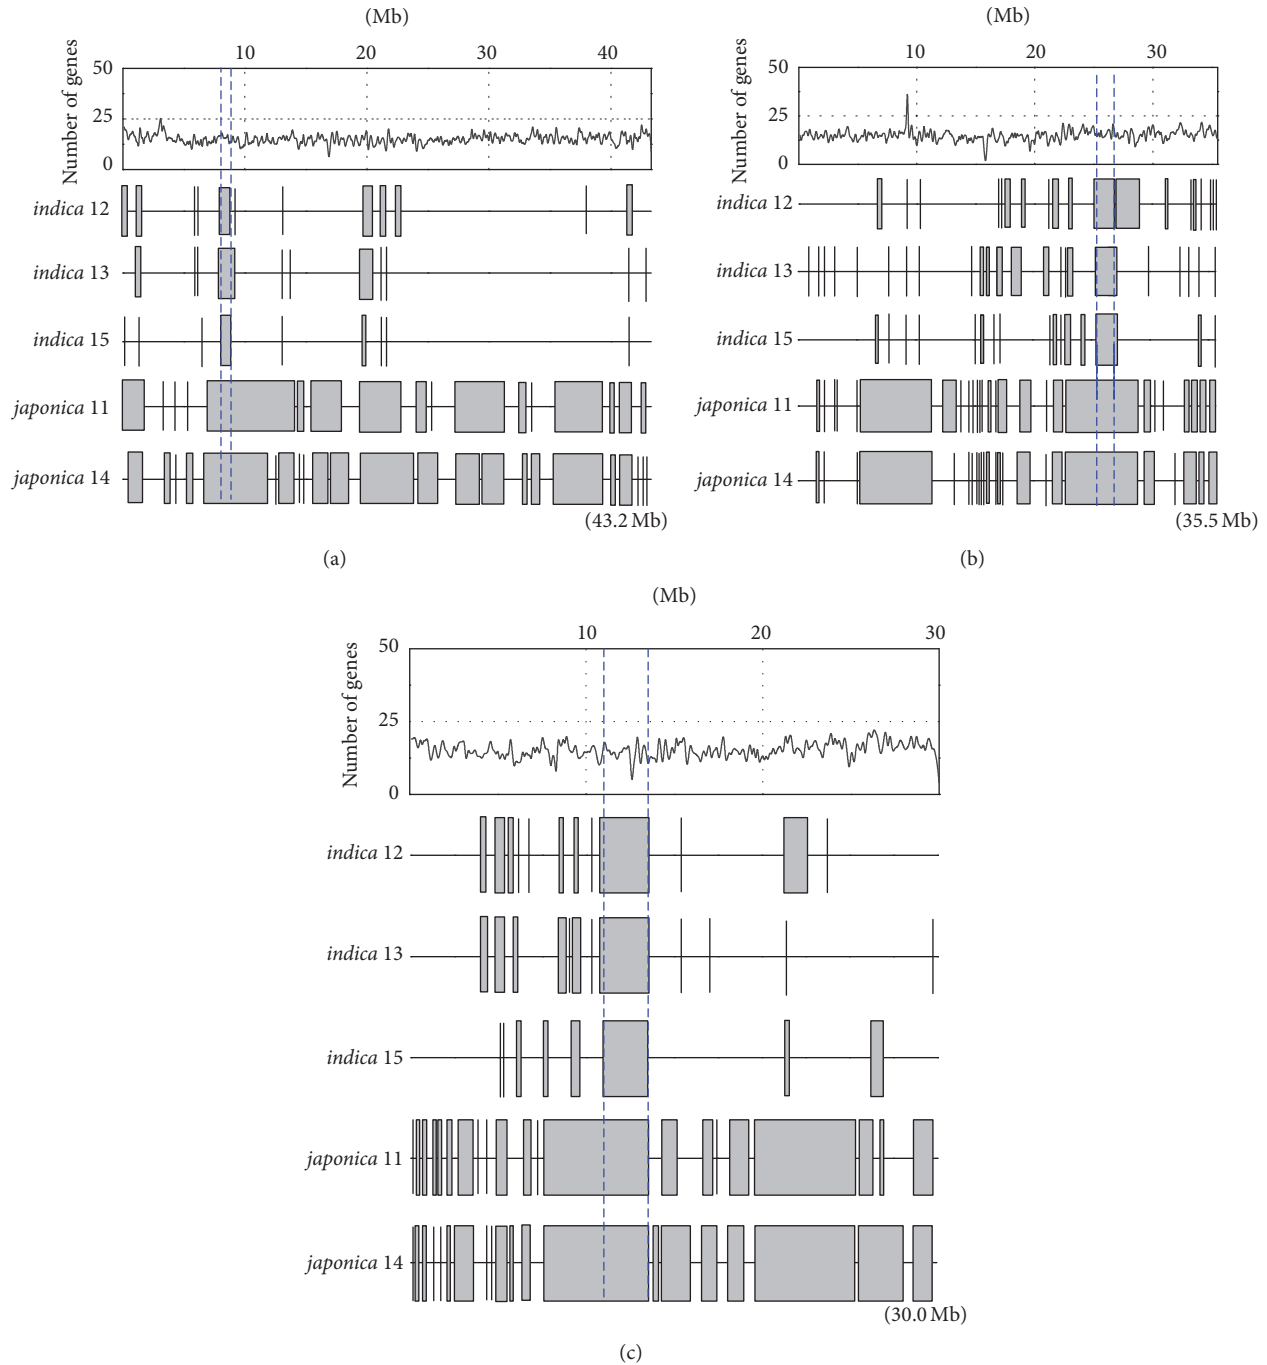 (Mb)
10 20 30 40
50
25
0
Number of genes
indica 12
indica 13
indica 15
japonica 11
japonica 14
(43.2 Mb)
(a)
(Mb)
10 20 30
50
25
0
Number of genes
indica 12
indica 13
indica 15
japonica 11
japonica 14
(35.5 Mb)
(b)
(Mb)
10 20 30
50
25
0
Number of genes
indica 12
indica 13
indica 15
japonica 11
japonica 14
(30.0 Mb)
(c)